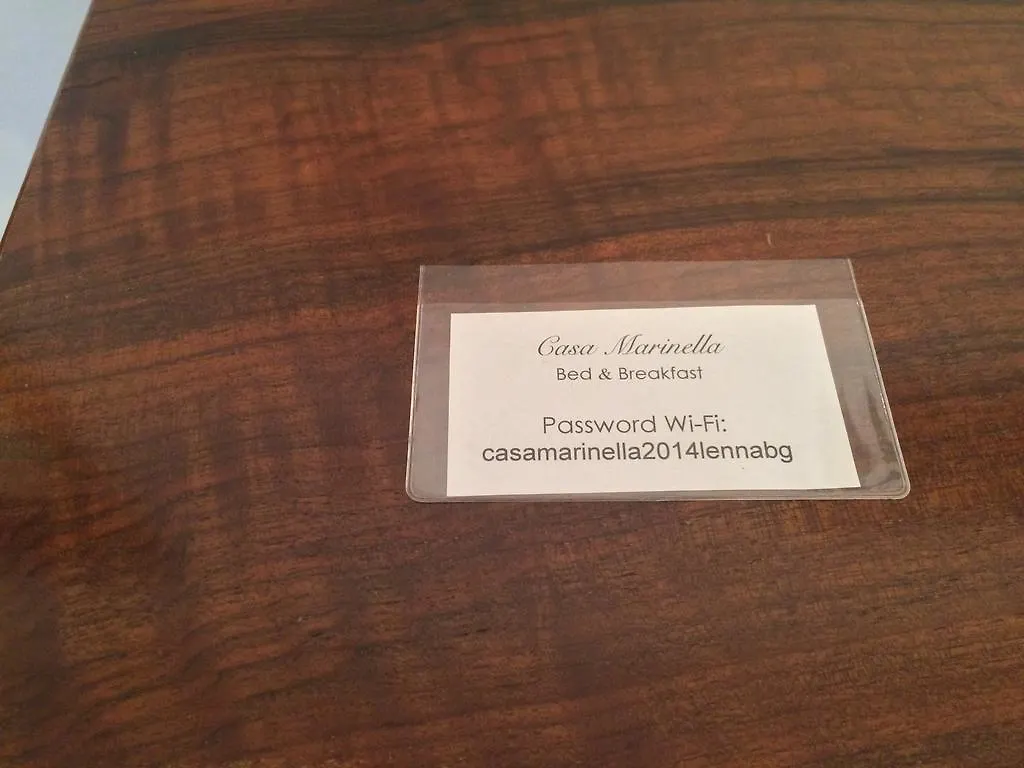 Casa Marinella
Bed & Breakfast
Password Wi-Fi:
casamarinella2014lennabg